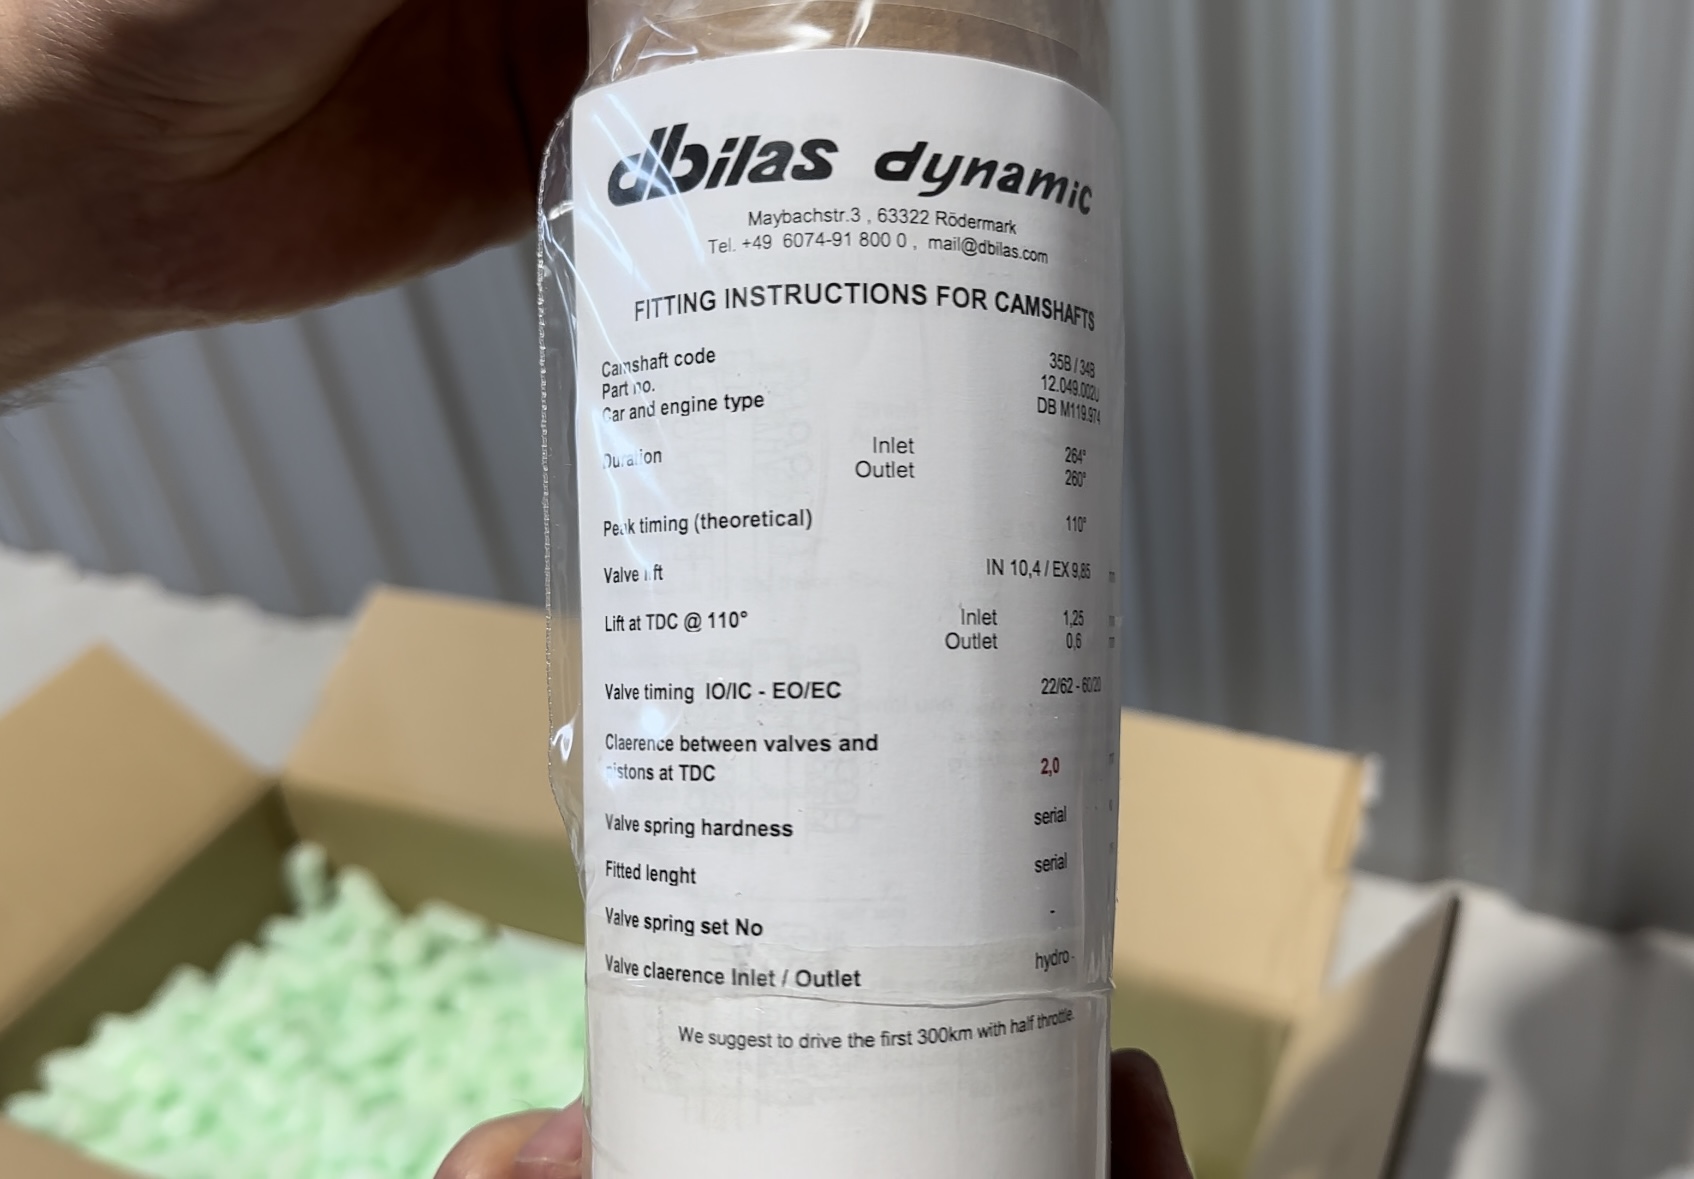 dbilas dynamic
Maybachstr.3 , 63322 Rödermark
Tel. +49 6074-91 800 0 , mail@dbilas.com
FITTING INSTRUCTIONS FOR CAMSHAFTS
Camshaft code 35B / 34B
Part no. 12.049.002U
Car and engine type DB M119.974
Duration Inlet 264°
Outlet 260°
Peak timing (theoretical) 110°
Valve lift IN 10,4 / EX 9,85
Lift at TDC @ 110° Inlet 1,25
Outlet 0,6
Valve timing IO/IC - EO/EC 22/62 - 60/20
Claerence between valves and
pistons at TDC 2,0
Valve spring hardness serial
Fitted lenght serial
Valve spring set No -
Valve claerence Inlet / Outlet hydro-
We suggest to drive the first 300km with half throttle.